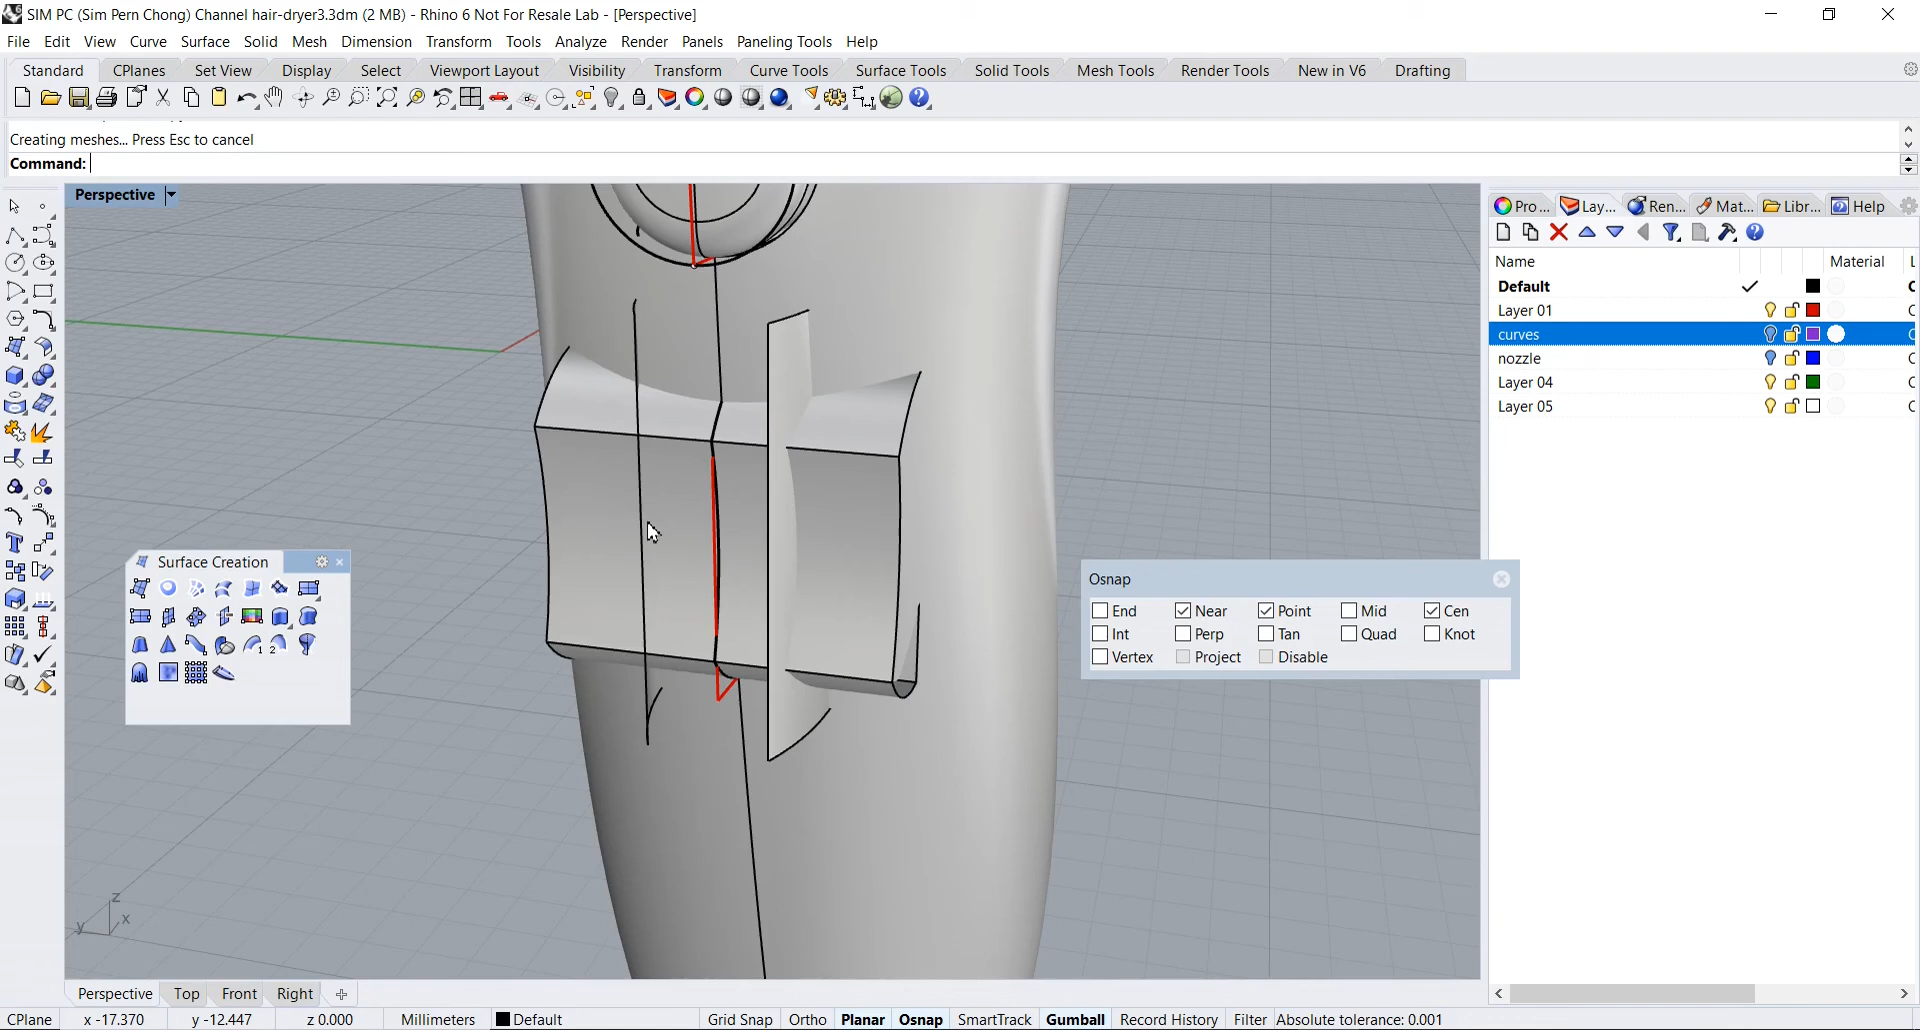 SIM PC (Sim Pern Chong) Channel hair-dryer3.3dm (2 MB) - Rhino 6 Not For Resale Lab - [Perspective]
File Edit View Curve Surface Solid Mesh Dimension Transform Tools Analyze Render Panels Paneling Tools Help
Standard CPlanes Set View Display Select Viewport Layout Visibility Transform Curve Tools Surface Tools Solid Tools Mesh Tools Render Tools New in V6 Drafting
Creating meshes... Press Esc to cancel
Command:
Perspective
Pro... Lay... Ren... Mat... Libr... Help
Name Material L
Default
Layer 01
curves
nozzle
Layer 04
Layer 05
Surface Creation
Osnap
End Near Point Mid Cen
Int Perp Tan Quad Knot
Vertex Project Disable
z
y x
Perspective Top Front Right
CPlane x -17.370 y -12.447 z 0.000 Millimeters Default Grid Snap Ortho Planar Osnap SmartTrack Gumball Record History Filter Absolute tolerance: 0.001